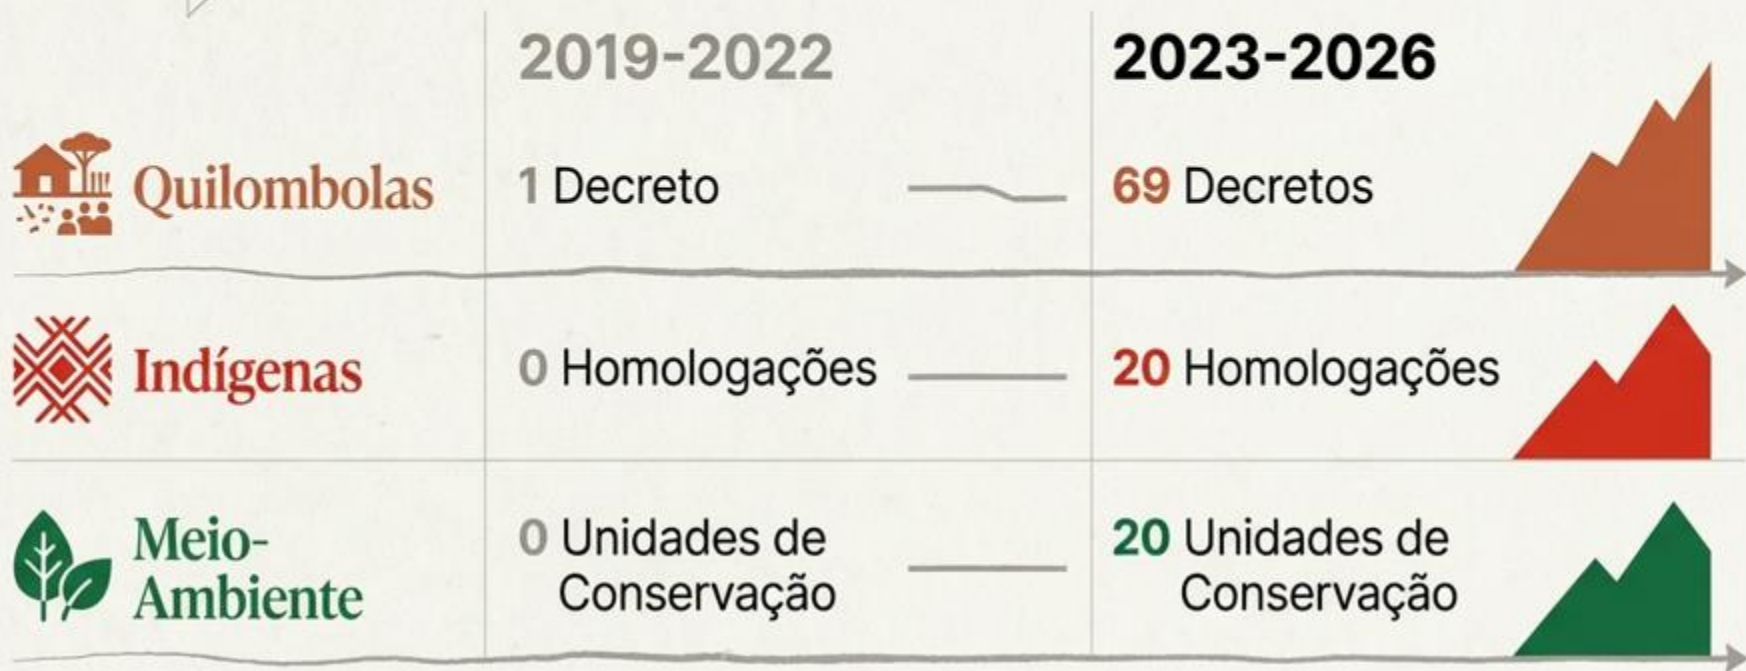 2019-2022
2023-2026
Quilombolas
1 Decreto
69 Decretos
Indígenas
0 Homologações
20 Homologações
Meio-
Ambiente
0 Unidades de
Conservação
20 Unidades de
Conservação